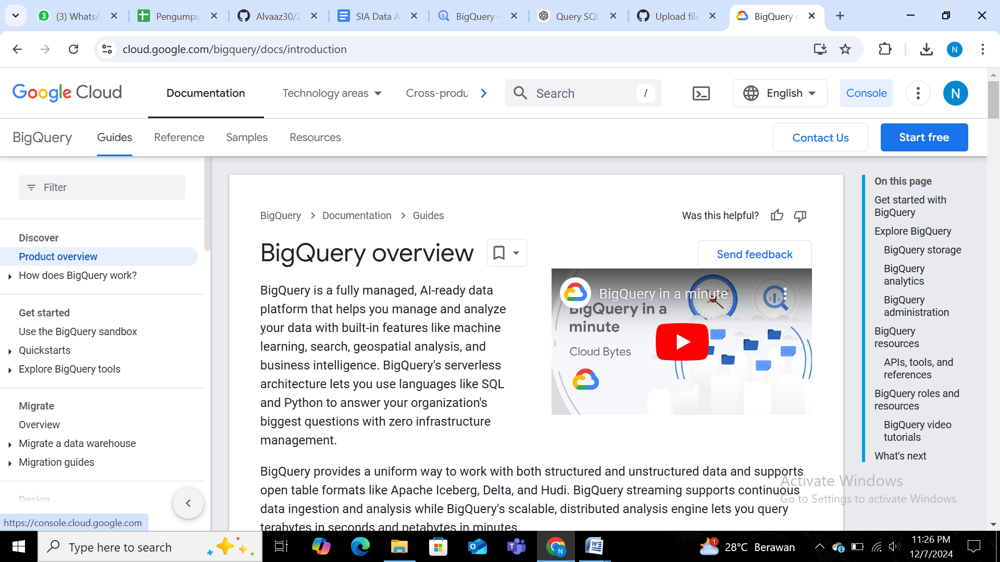 (3) WhatsA
Pengumpu
Alvaaz30/Z
SIA Data A
BigQuery -
Query SQL
Upload file
BigQuery o
cloud.google.com/bigquery/docs/introduction
N
Google Cloud
Documentation
Technology areas
Cross-produ
Search
/
English
Console
N
BigQuery
Guides
Reference
Samples
Resources
Contact Us
Start free
Filter
Discover
Product overview
How does BigQuery work?
Get started
Use the BigQuery sandbox
Quickstarts
Explore BigQuery tools
Migrate
Overview
Migrate a data warehouse
Migration guides
Design
https://console.cloud.google.com
BigQuery > Documentation > Guides
Was this helpful?
BigQuery overview
Send feedback
BigQuery is a fully managed, AI-ready data
platform that helps you manage and analyze
your data with built-in features like machine
learning, search, geospatial analysis, and
business intelligence. BigQuery's serverless
architecture lets you use languages like SQL
and Python to answer your organization's
biggest questions with zero infrastructure
management.
BigQuery in a minute
BigQuery in a
minute
Cloud Bytes
BigQuery provides a uniform way to work with both structured and unstructured data and supports
open table formats like Apache Iceberg, Delta, and Hudi. BigQuery streaming supports continuous
data ingestion and analysis while BigQuery's scalable, distributed analysis engine lets you query
terabytes in seconds and petabytes in minutes.
On this page
Get started with
BigQuery
Explore BigQuery
BigQuery storage
BigQuery
analytics
BigQuery
administration
BigQuery
resources
APIs, tools, and
references
BigQuery roles and
resources
BigQuery video
tutorials
What's next
Activate Windows
Go to Settings to activate Windows.
Type here to search
N
1
28°C Berawan
11:26 PM
12/7/2024